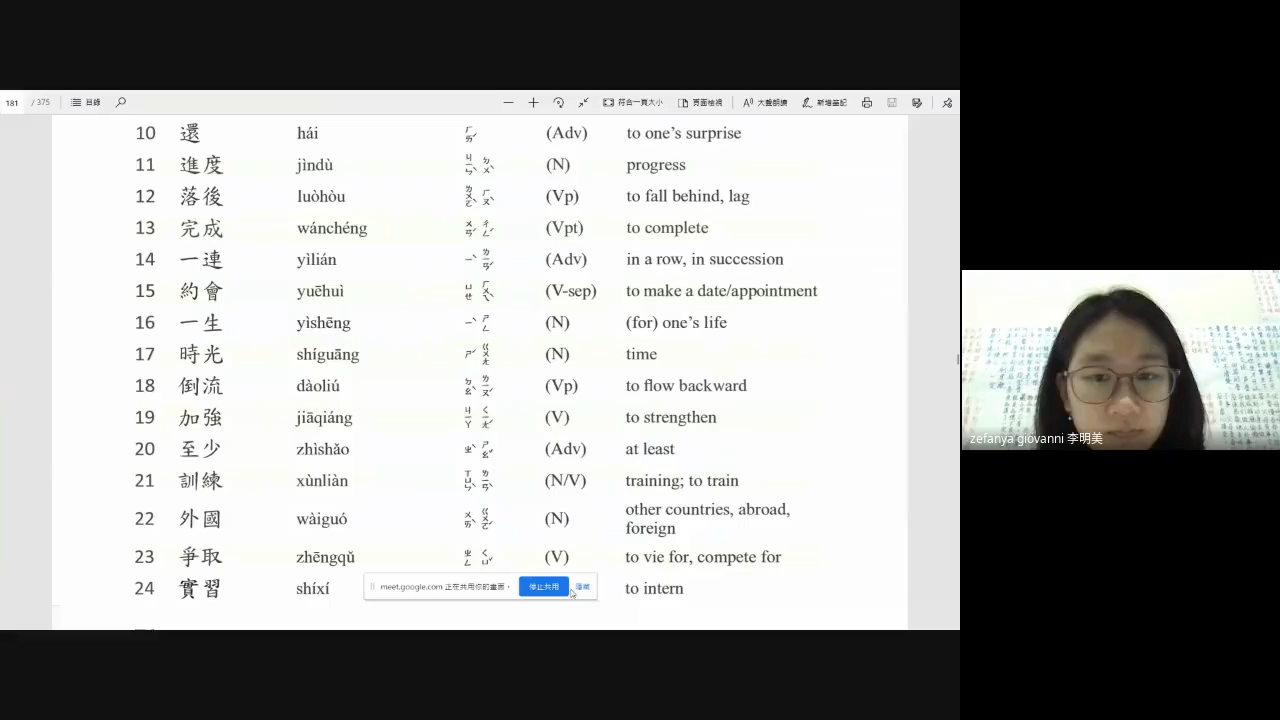 181 / 375 目錄 符合一頁大小 頁面檢視 大聲朗讀 新增筆記
10 還 hái ㄏㄞˊ (Adv) to one’s surprise
11 進度 jìndù ㄐㄧㄣˋ ㄉㄨˋ (N) progress
12 落後 luòhòu ㄌㄨㄛˋ ㄏㄡˋ (Vp) to fall behind, lag
13 完成 wánchéng ㄨㄢˊ ㄔㄥˊ (Vpt) to complete
14 一連 yìlián ㄧˋ ㄌㄧㄢˊ (Adv) in a row, in succession
15 約會 yuēhuì ㄩㄝ ㄏㄨㄟˋ (V-sep) to make a date/appointment
16 一生 yìshēng ㄧˋ ㄕㄥ (N) (for) one’s life
17 時光 shíguāng ㄕˊ ㄍㄨㄤ (N) time
18 倒流 dàoliú ㄉㄠˋ ㄌㄧㄡˊ (Vp) to flow backward
19 加強 jiāqiáng ㄐㄧㄚ ㄑㄧㄤˊ (V) to strengthen
20 至少 zhìshǎo ㄓˋ ㄕㄠˇ (Adv) at least
21 訓練 xùnliàn ㄒㄩㄣˋ ㄌㄧㄢˋ (N/V) training; to train
22 外國 wàiguó ㄨㄞˋ ㄍㄨㄛˊ (N) other countries, abroad,
foreign
23 爭取 zhēngqǔ ㄓㄥ ㄑㄩˇ (V) to vie for, compete for
24 實習 shíxí to intern
meet.google.com 正在共用你的畫面。 停止共用 隱藏
zefanya giovanni 李明美